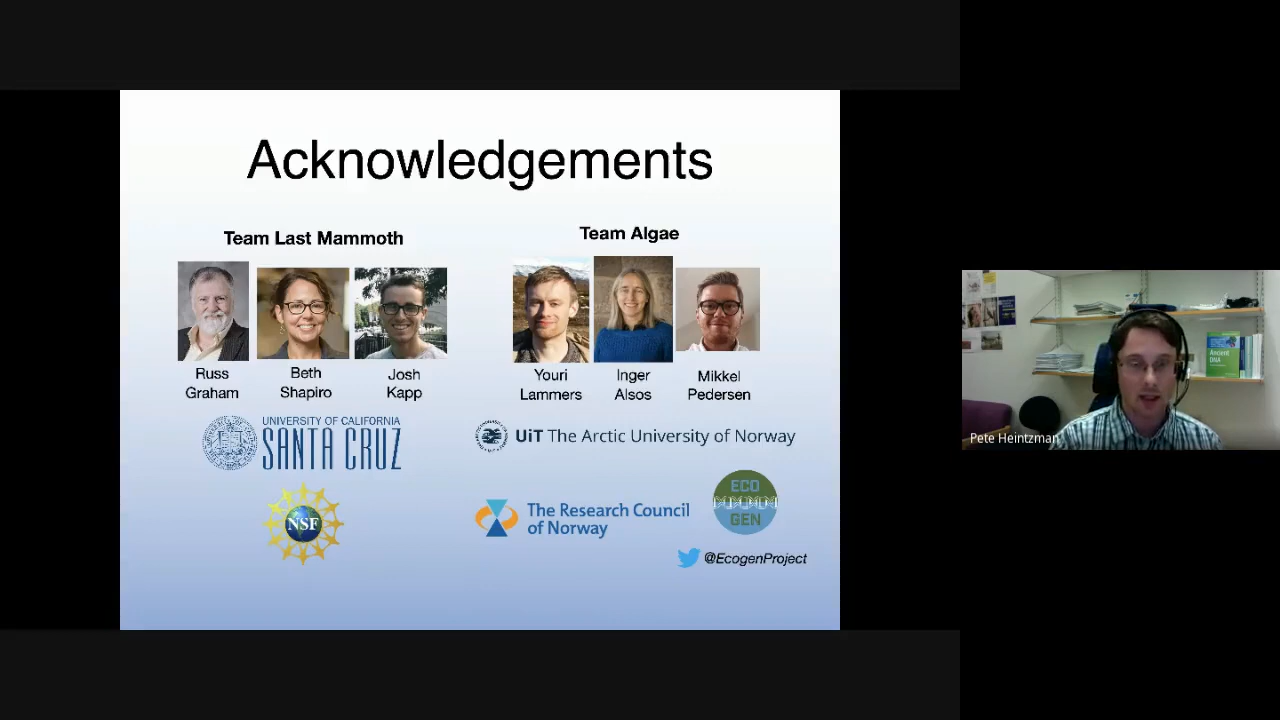 Acknowledgements
Team Last Mammoth
Team Algae
Russ
Graham
Beth
Shapiro
Josh
Kapp
Youri
Lammers
Inger
Alsos
Mikkel
Pedersen
UNIVERSITY OF CALIFORNIA
SANTA CRUZ
UiT The Arctic University of Norway
NSF
The Research Council
of Norway
ECO
GEN
@EcogenProject
Ancient
DNA
Pete Heintzman